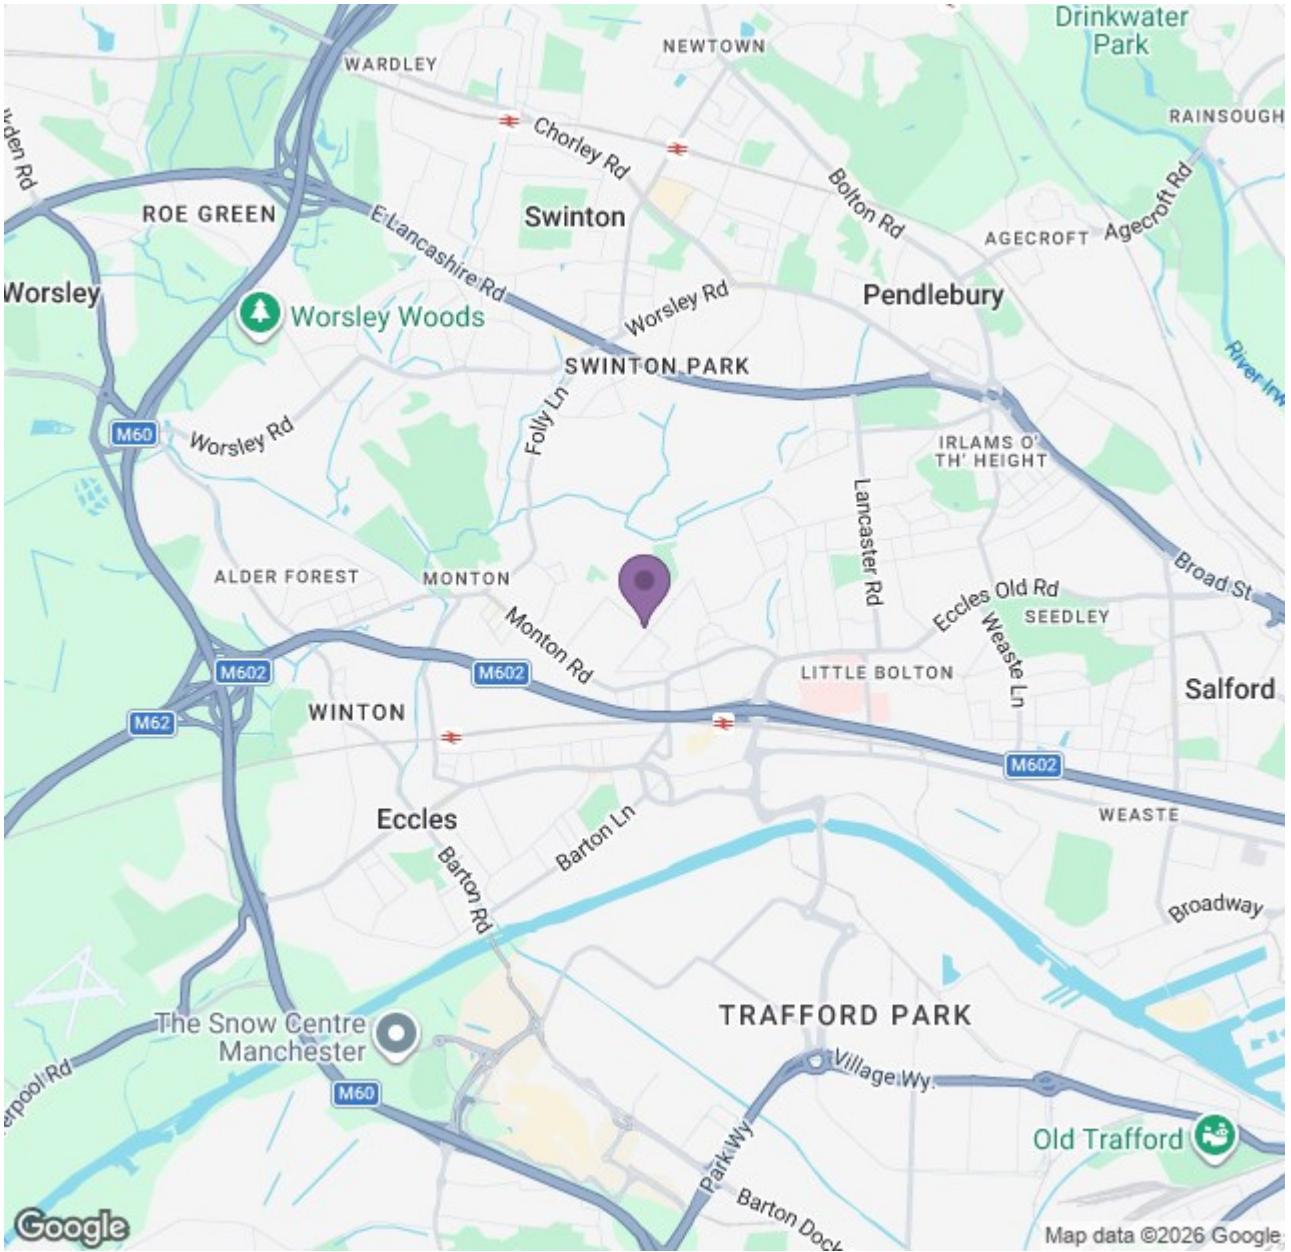 Drinkwater
Park
NEWTOWN
WARDLEY
RAINSOUGH
Chorley Rd
Bolton Rd
Agecroft Rd
ROE GREEN
E Lancashire Rd
Swinton
AGECROFT
Worsley
Worsley Woods
Worsley Rd
Pendlebury
SWINTON PARK
River Irw
M60
Worsley Rd
Folly Ln
IRLAMS O'
TH' HEIGHT
Lancaster Rd
ALDER FOREST
MONTON
Broad St
Eccles Old Rd
SEEDLEY
Monton Rd
Weaste Ln
M602
M602
LITTLE BOLTON
Salford
M62
WINTON
M602
Eccles
Barton Ln
WEASTE
Barton Rd
Broadway
The Snow Centre
Manchester
TRAFFORD PARK
Village Wy.
erpool Rd
M60
Park Wy
Old Trafford
Barton Dock
Google
Map data ©2026 Google